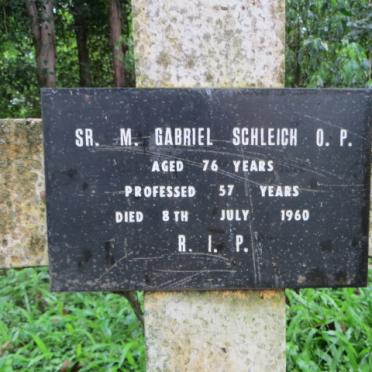 SR. M. GABRIEL SCHLEICH O. P.
AGED 76 YEARS
PROFESSED 57 YEARS
DIED 8TH JULY 1960
R. I. P.